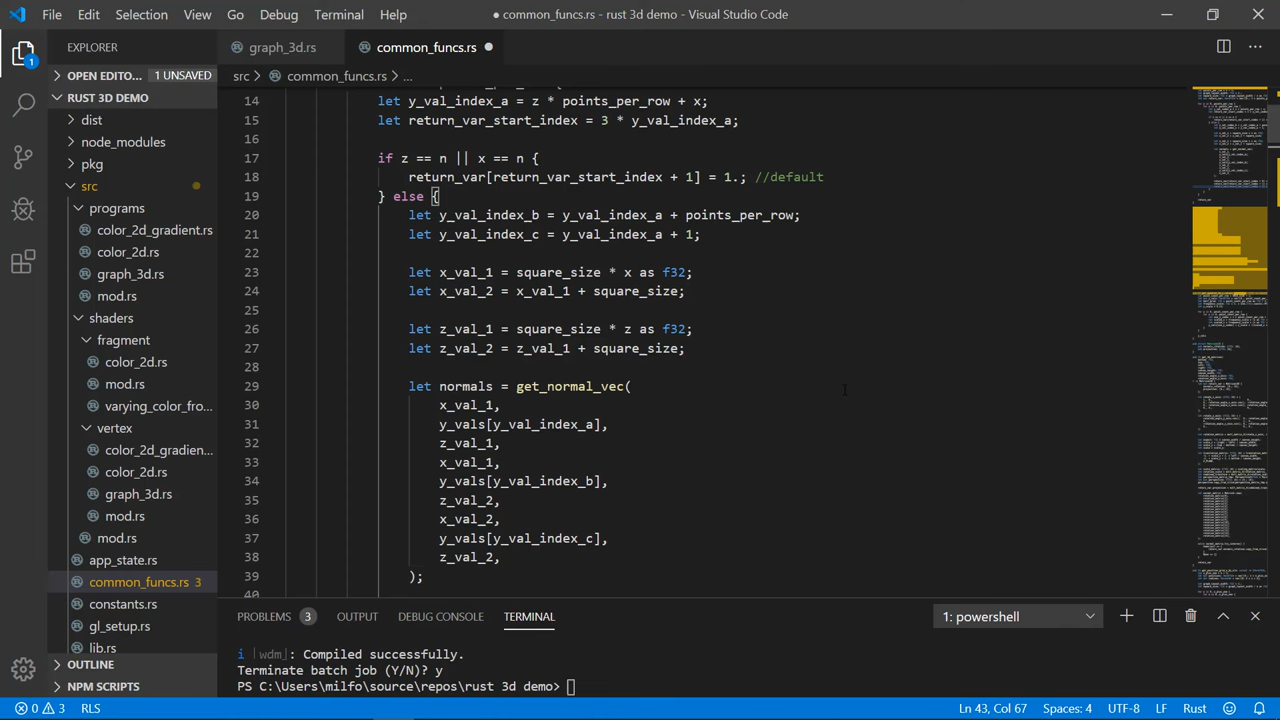 File Edit Selection View Go Debug Terminal Help
● common_funcs.rs - rust 3d demo - Visual Studio Code
EXPLORER
OPEN EDITO... 1 UNSAVED
RUST 3D DEMO
dist
node_modules
pkg
src
programs
color_2d_gradient.rs
color_2d.rs
graph_3d.rs
mod.rs
shaders
fragment
color_2d.rs
mod.rs
varying_color_fro...
vertex
color_2d_gradien...
color_2d.rs
graph_3d.rs
mod.rs
mod.rs
app_state.rs
common_funcs.rs 3
constants.rs
gl_setup.rs
lib.rs
OUTLINE
NPM SCRIPTS
1
graph_3d.rs common_funcs.rs ●
src > common_funcs.rs > ...
14 let y_val_index_a = z * points_per_row + x;
15 let return_var_start_index = 3 * y_val_index_a;
16
17 if z == n || x == n {
18 return_var[return_var_start_index + 1] = 1.; //default
19 } else {
20 let y_val_index_b = y_val_index_a + points_per_row;
21 let y_val_index_c = y_val_index_a + 1;
22
23 let x_val_1 = square_size * x as f32;
24 let x_val_2 = x_val_1 + square_size;
25
26 let z_val_1 = square_size * z as f32;
27 let z_val_2 = z_val_1 + square_size;
28
29 let normals = get_normal_vec(
30 x_val_1,
31 y_vals[y_val_index_a],
32 z_val_1,
33 x_val_1,
34 y_vals[y_val_index_b],
35 z_val_2,
36 x_val_2,
37 y_vals[y_val_index_c],
38 z_val_2,
39 );
40
PROBLEMS 3 OUTPUT DEBUG CONSOLE TERMINAL 1: powershell
i ｢wdm｣: Compiled successfully.
Terminate batch job (Y/N)? y
PS C:\Users\milfo\source\repos\rust 3d demo>
0 3 RLS Ln 43, Col 67 Spaces: 4 UTF-8 LF Rust